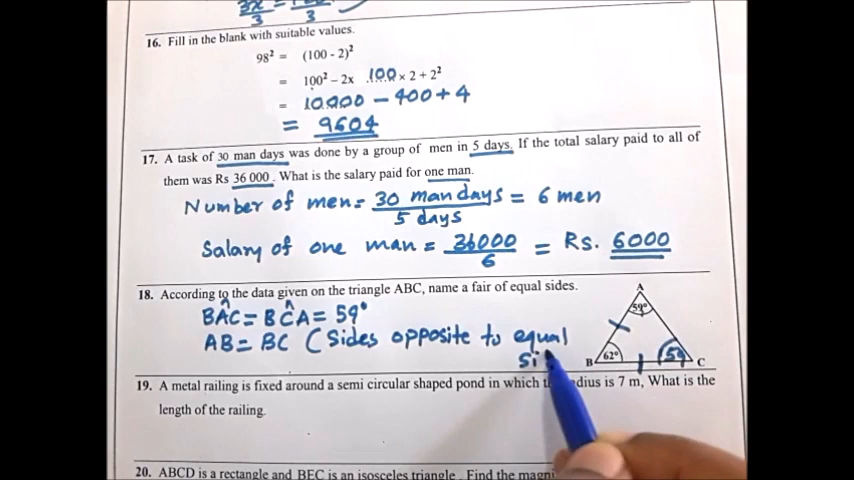 3x/3 =
3
16. Fill in the blank with suitable values.
98² = (100 - 2)²
= 100² – 2x .100 × 2 + 2²
= 10,000 – 400 + 4
= 9604
17. A task of 30 man days was done by a group of men in 5 days. If the total salary paid to all of
them was Rs 36 000 . What is the salary paid for one man.
Number of men = 30 man days / 5 days = 6 men
Salary of one man = 36000 / 6 = Rs. 6000
18. According to the data given on the triangle ABC, name a fair of equal sides.
BÂC = BĈA = 59°
AB = BC ( Sides opposite to equal
si
A
59°
B 62° 59 C
19. A metal railing is fixed around a semi circular shaped pond in which radius is 7 m, What is the
length of the railing.
20. ABCD is a rectangle and BEC is an isosceles triangle . Find the